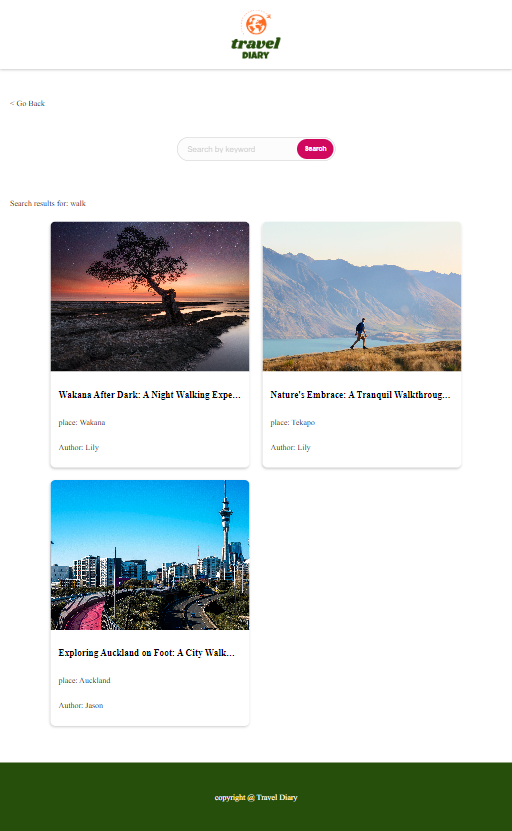 travel
DIARY
< Go Back
Search by keyword
Search
Search results for: walk
Wakana After Dark: A Night Walking Expe...
Nature's Embrace: A Tranquil Walkthroug...
place: Wakana
place: Tekapo
Author: Lily
Author: Lily
Exploring Auckland on Foot: A City Walk...
place: Auckland
Author: Jason
copyright @ Travel Diary